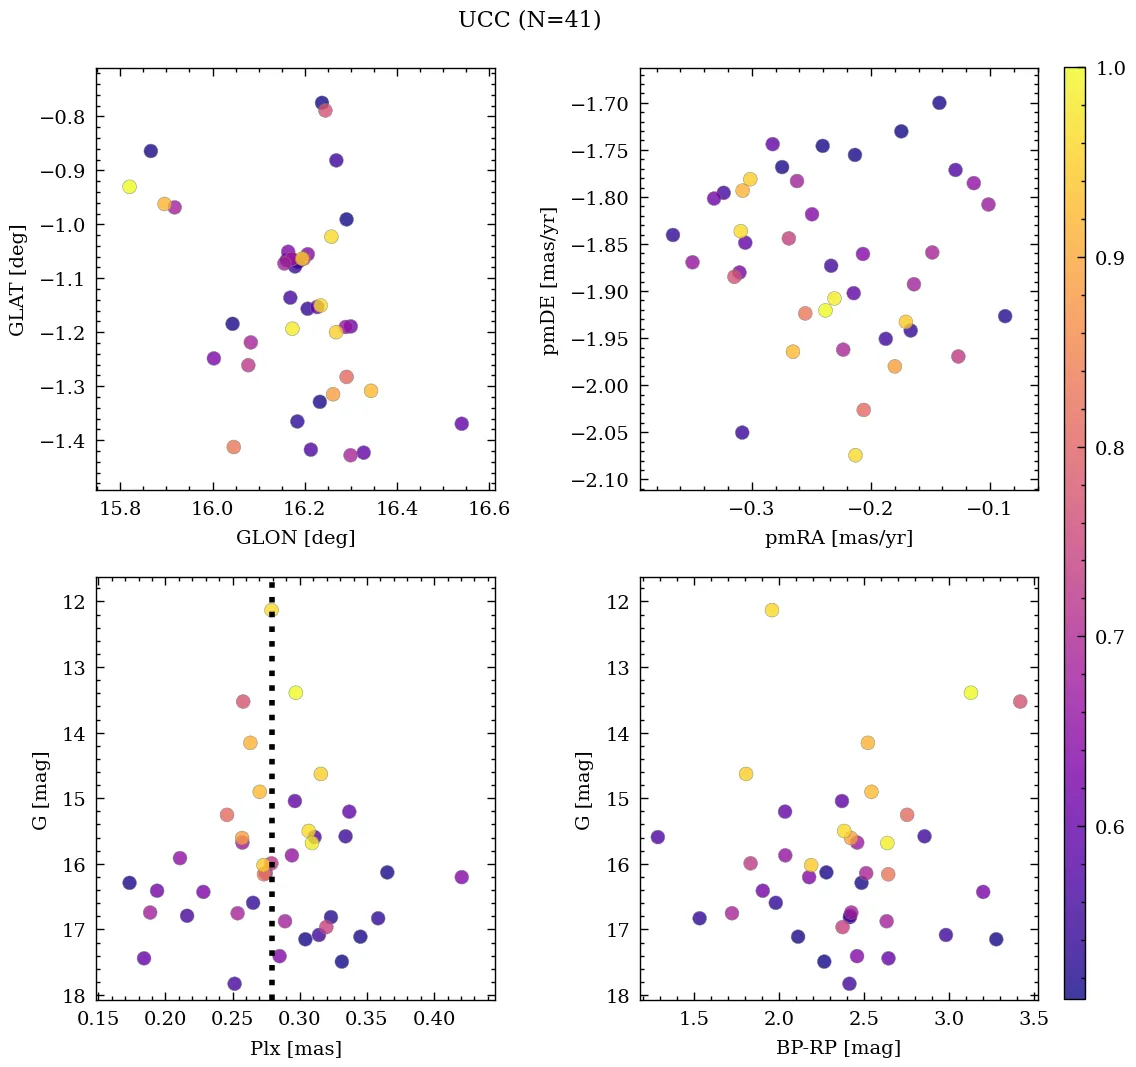 UCC (N=41)
−0.8
−0.9
−1.0
−1.1
−1.2
−1.3
−1.4
GLAT [deg]
15.8 16.0 16.2 16.4 16.6
GLON [deg]
−1.70
−1.75
−1.80
−1.85
−1.90
−1.95
−2.00
−2.05
−2.10
pmDE [mas/yr]
−0.3 −0.2 −0.1
pmRA [mas/yr]
12
13
14
15
16
17
18
G [mag]
0.15 0.20 0.25 0.30 0.35 0.40
Plx [mas]
12
13
14
15
16
17
18
G [mag]
1.5 2.0 2.5 3.0 3.5
BP-RP [mag]
1.0
0.9
0.8
0.7
0.6